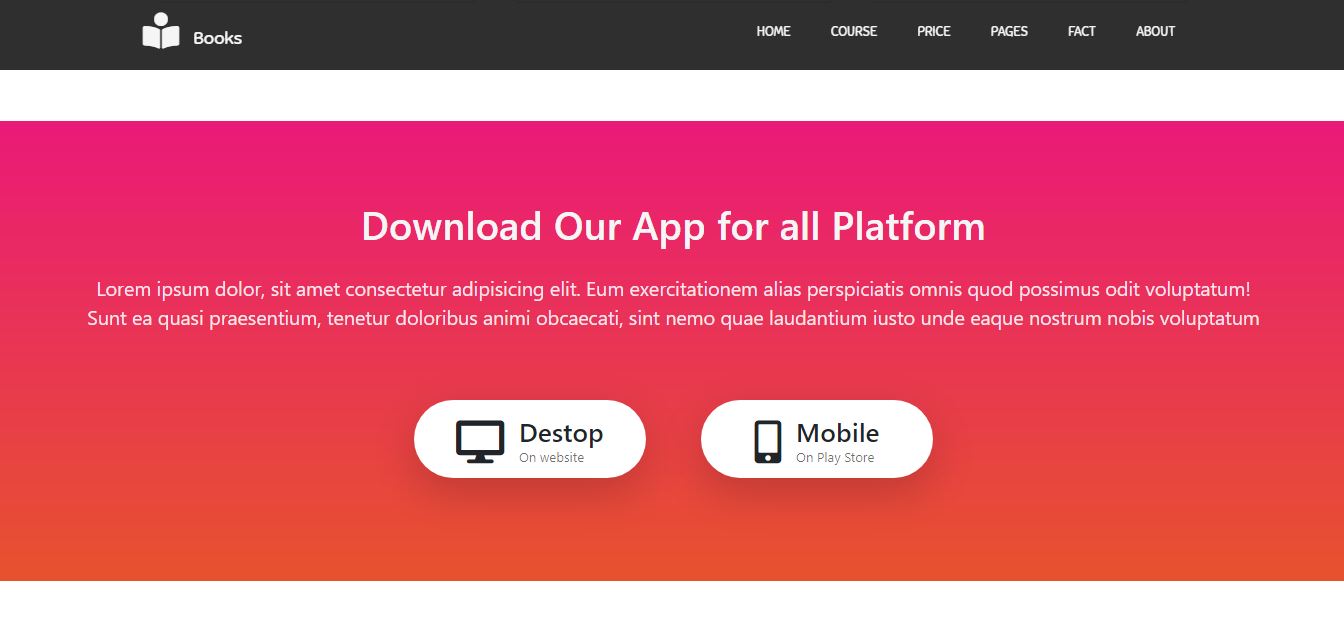 Books
HOME COURSE PRICE PAGES FACT ABOUT
Download Our App for all Platform
Lorem ipsum dolor, sit amet consectetur adipisicing elit. Eum exercitationem alias perspiciatis omnis quod possimus odit voluptatum!
Sunt ea quasi praesentium, tenetur doloribus animi obcaecati, sint nemo quae laudantium iusto unde eaque nostrum nobis voluptatum
Destop
On website
Mobile
On Play Store